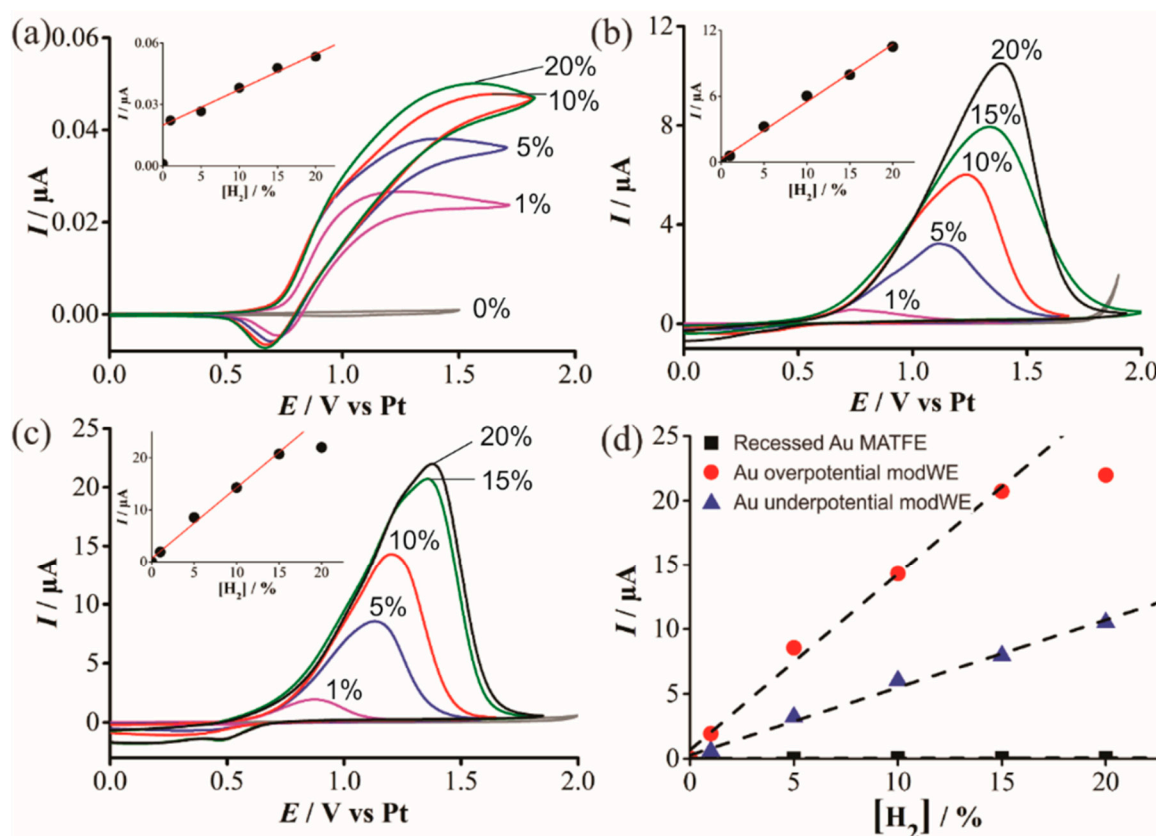 (a)
0.06
0.04
0.02
0.00
I / µA
0.0 0.5 1.0 1.5 2.0
E / V vs Pt
20%
10%
5%
1%
0%
0.06
0.03
0.00
I / µA
0 5 10 15 20
[H2] / %
(b)
12
8
4
0
I / µA
0.0 0.5 1.0 1.5 2.0
E / V vs Pt
20%
15%
10%
5%
1%
12
6
0
I / µA
0 5 10 15 20
[H2] / %
(c)
25
20
15
10
5
0
I / µA
0.0 0.5 1.0 1.5 2.0
E / V vs Pt
20%
15%
10%
5%
1%
20
10
0
I / µA
0 5 10 15 20
[H2] / %
(d)
25
20
15
10
5
0
I / µA
0 5 10 15 20
[H2] / %
Recessed Au MATFE
Au overpotential modWE
Au underpotential modWE